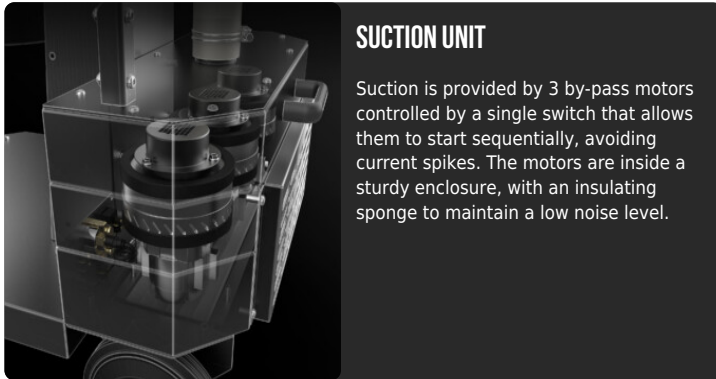 SUCTION UNIT
Suction is provided by 3 by-pass motors
controlled by a single switch that allows
them to start sequentially, avoiding
current spikes. The motors are inside a
sturdy enclosure, with an insulating
sponge to maintain a low noise level.